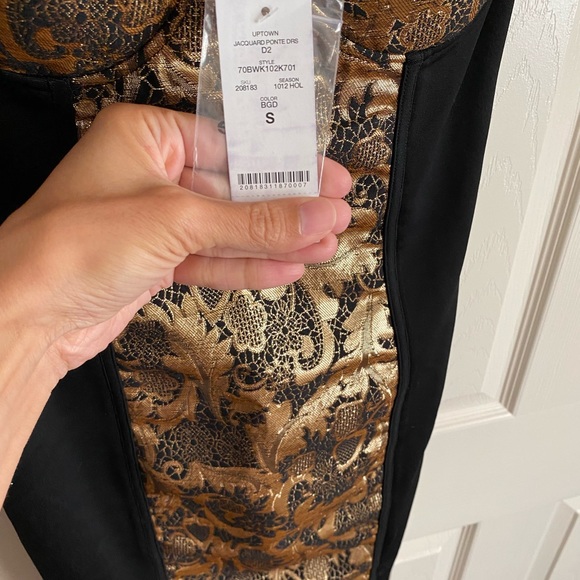 UPTOWN
JACQUARD PONTE DRS
D2
STYLE
70BWK102K701
SKU SEASON
208183 1012 HOL
COLOR
BGD
S
20818311870007